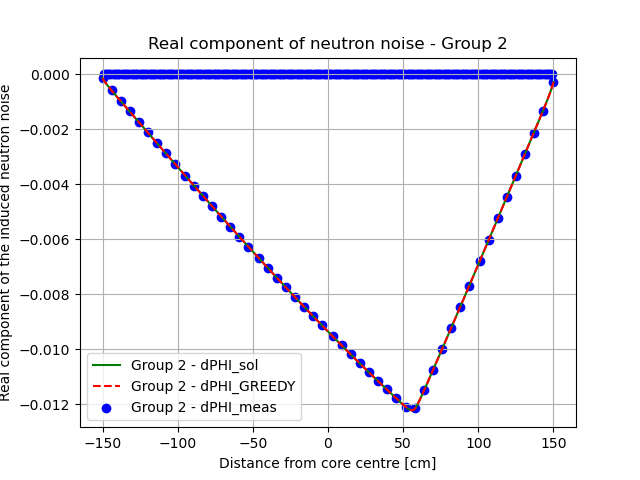 Real component of neutron noise - Group 2
Real component of the induced neutron noise
0.000
−0.002
−0.004
−0.006
−0.008
−0.010
−0.012
Group 2 - dPHI_sol
Group 2 - dPHI_GREEDY
Group 2 - dPHI_meas
−150
−100
−50
0
50
100
150
Distance from core centre [cm]